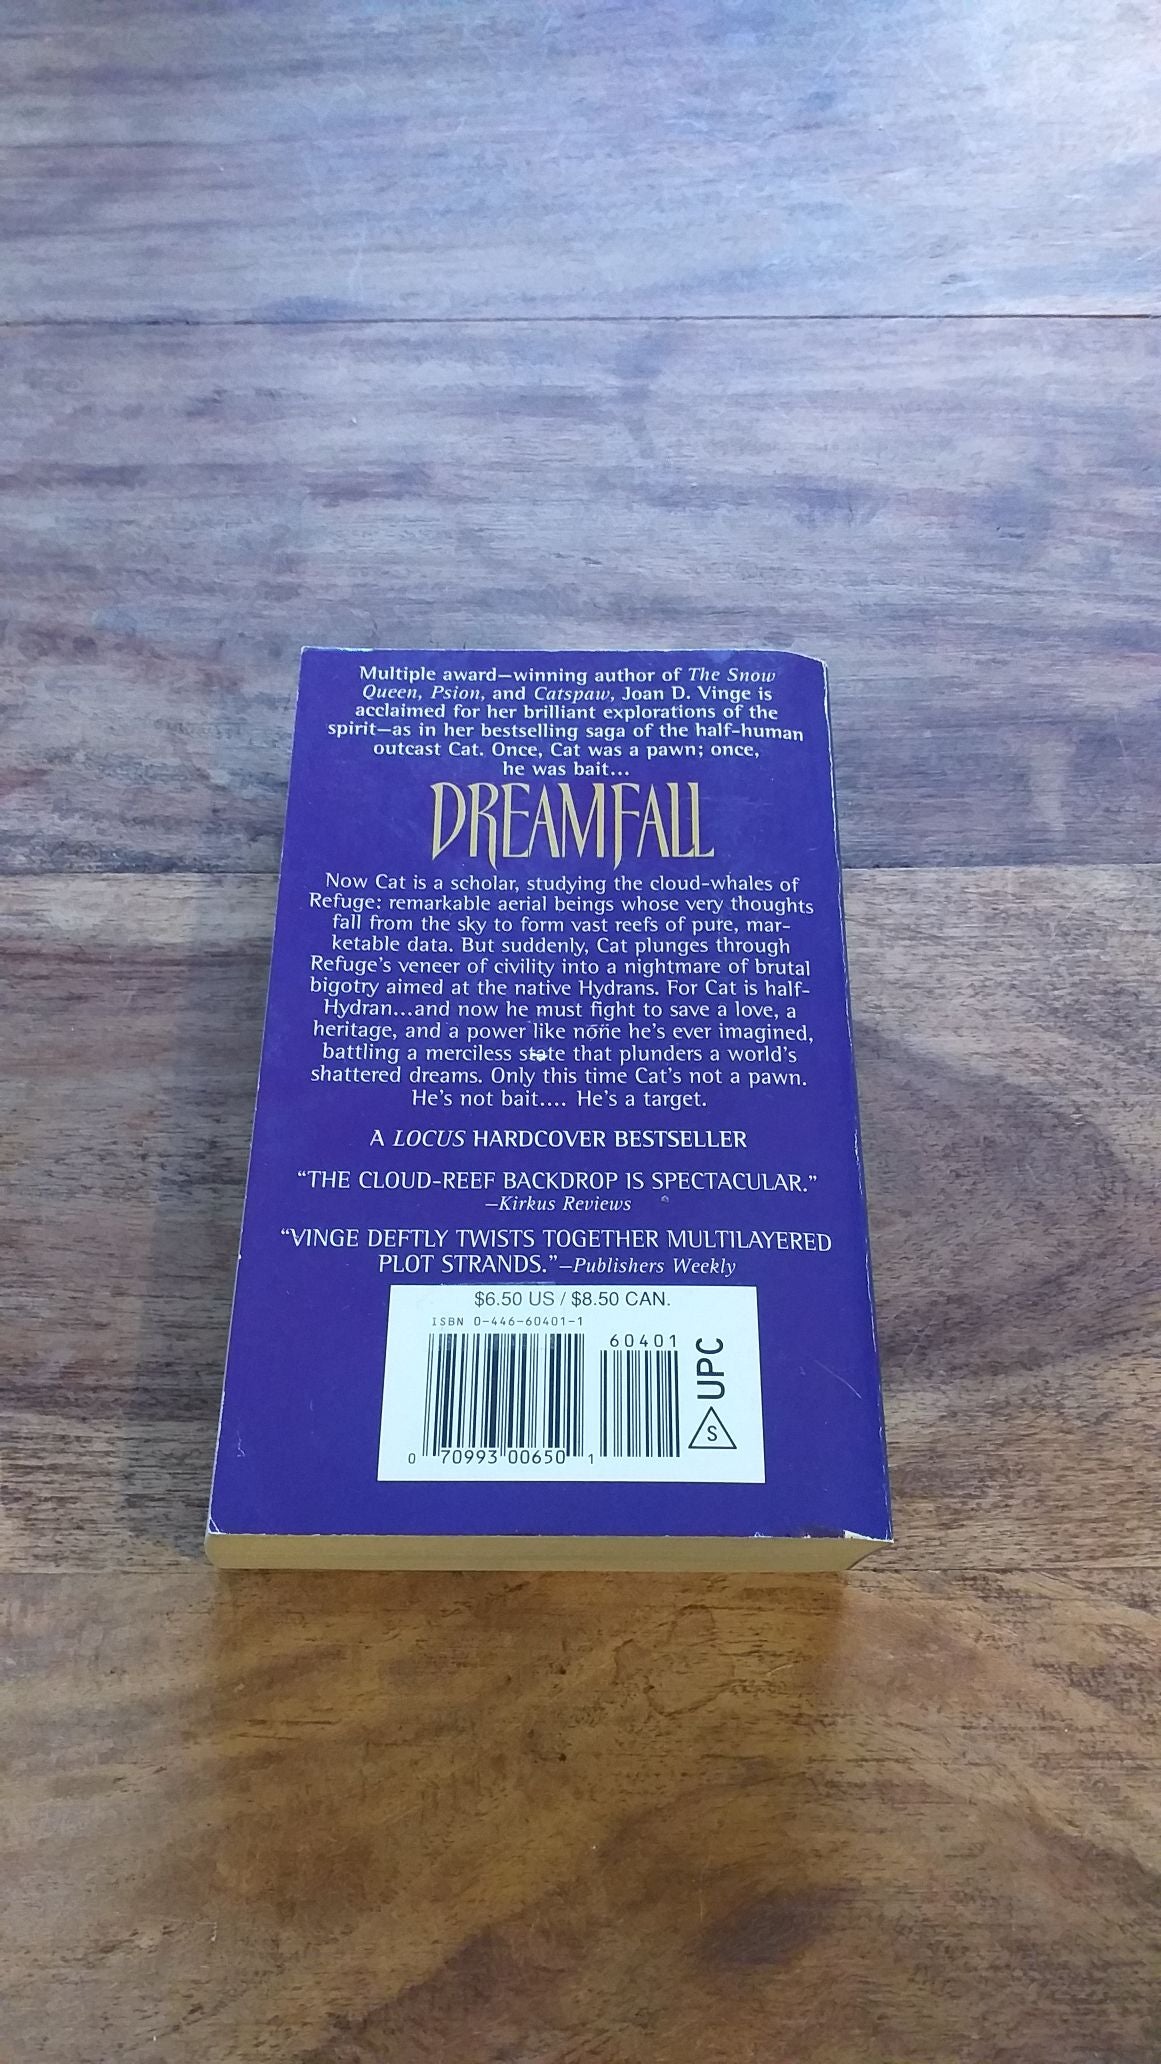 Multiple award—winning author of The Snow
Queen, Psion, and Catspaw, Joan D. Vinge is
acclaimed for her brilliant explorations of the
spirit—as in her bestselling saga of the half-human
outcast Cat. Once, Cat was a pawn; once,
he was bait...
DREAMFALL
Now Cat is a scholar, studying the cloud-whales of
Refuge: remarkable aerial beings whose very thoughts
fall from the sky to form vast reefs of pure, mar-
ketable data. But suddenly, Cat plunges through
Refuge's veneer of civility into a nightmare of brutal
bigotry aimed at the native Hydrans. For Cat is half-
Hydran...and now he must fight to save a love, a
heritage, and a power like none he's ever imagined,
battling a merciless state that plunders a world's
shattered dreams. Only this time Cat's not a pawn.
He's not bait.... He's a target.
A LOCUS HARDCOVER BESTSELLER
“THE CLOUD-REEF BACKDROP IS SPECTACULAR.”
—Kirkus Reviews
“VINGE DEFTLY TWISTS TOGETHER MULTILAYERED
PLOT STRANDS.”—Publishers Weekly
$6.50 US / $8.50 CAN.
ISBN 0-446-60401-1
60401
0 70993 00650 1
UPC
S